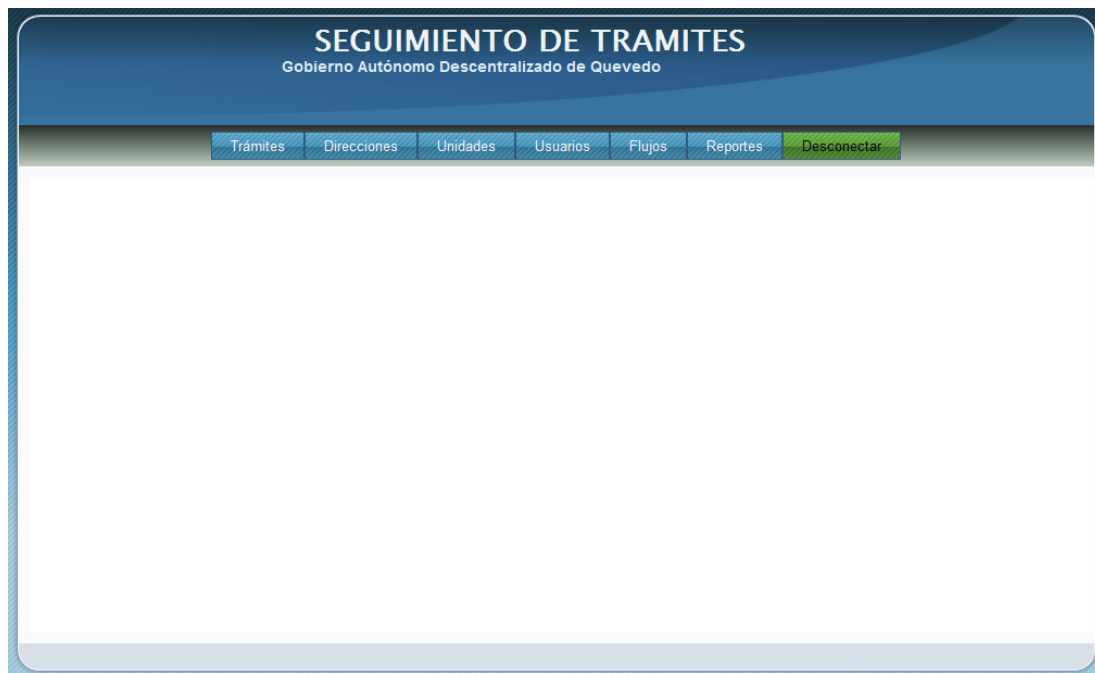 SEGUIMIENTO DE TRAMITES
Gobierno Autónomo Descentralizado de Quevedo
Trámites Direcciones Unidades Usuarios Flujos Reportes Desconectar